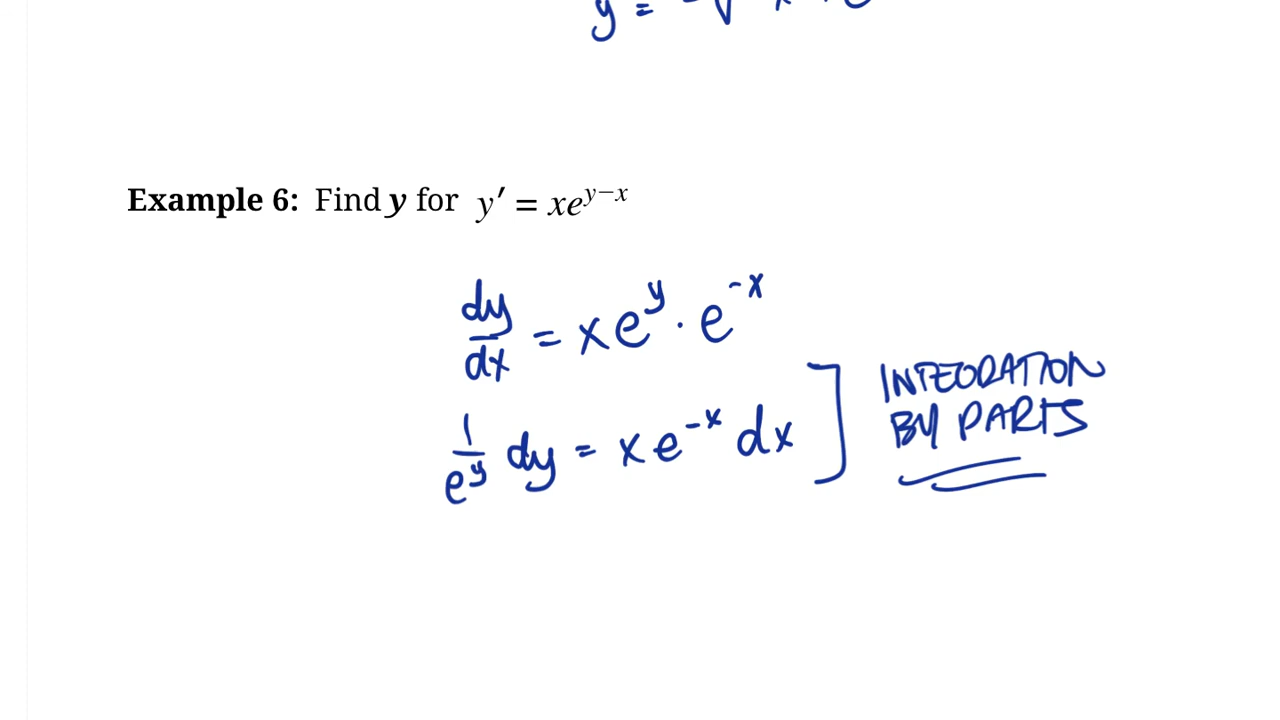 y =
Example 6: Find y for y′ = xe^{y−x}
dy/dx = xe^y · e^{-x}
1/e^y dy = xe^{-x} dx ] INTEGRATION
BY PARTS